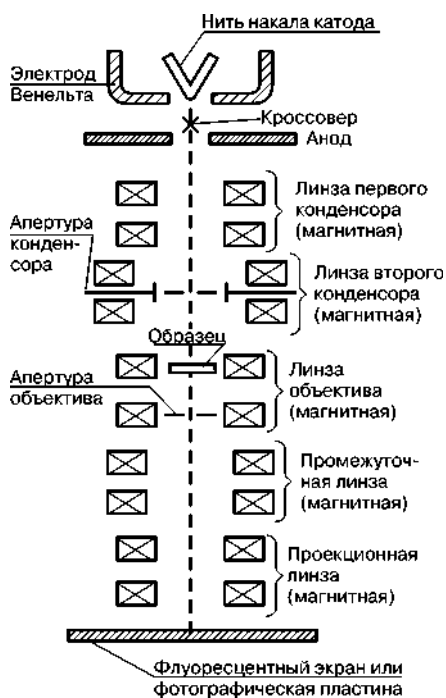 Нить накала катода
Электрод
Венельта
Кроссовер
Анод
Линза первого
конденсора
(магнитная)
Апертура
конден-
сора
Линза второго
конденсора
(магнитная)
Образец
Апертура
объектива
Линза
объектива
(магнитная)
Промежуточ-
ная линза
(магнитная)
Проекционная
линза
(магнитная)
Флуоресцентный экран или
фотографическая пластина